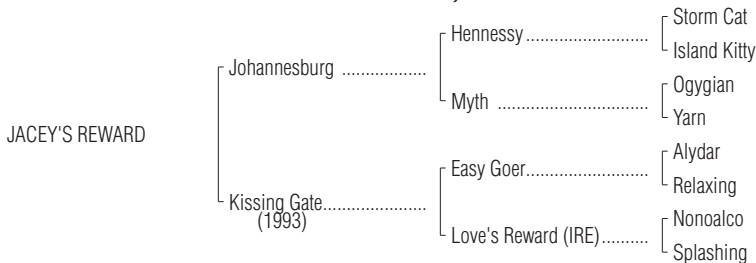 Storm Cat
Hennessy ..............................
Island Kitty
Johannesburg ..................
Ogygian
Myth ................................
Yarn
JACEY'S REWARD
Alydar
Easy Goer..........................
Relaxing
Kissing Gate......................
(1993)
Nonoalco
Love's Reward (IRE)..........
Splashing